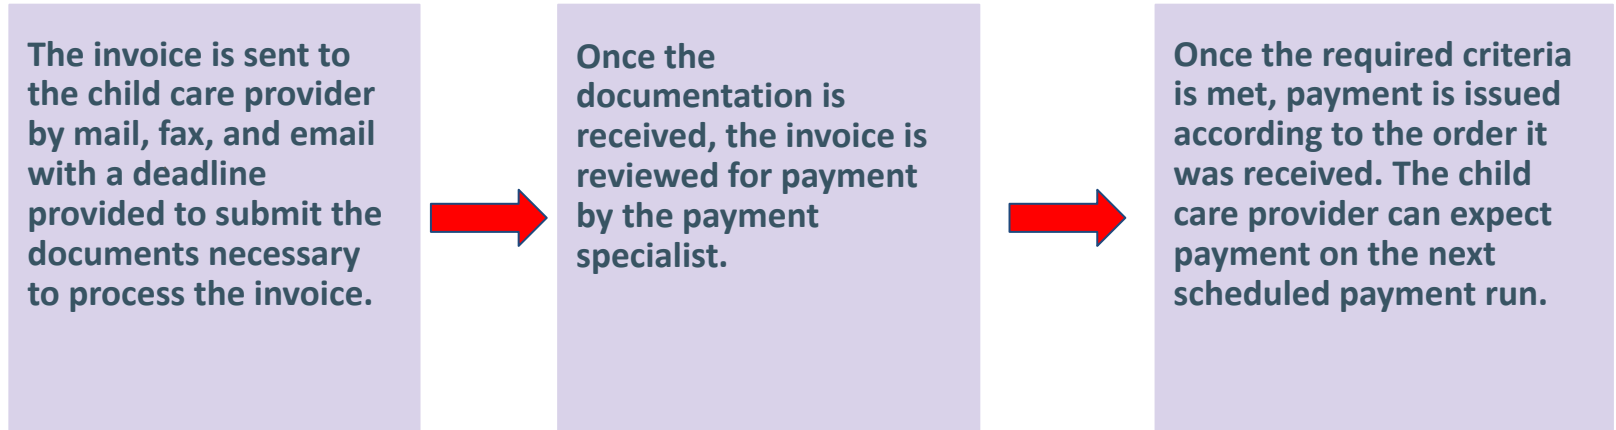 The invoice is sent to
the child care provider
by mail, fax, and email
with a deadline
provided to submit the
documents necessary
to process the invoice.
Once the
documentation is
received, the invoice is
reviewed for payment
by the payment
specialist.
Once the required criteria
is met, payment is issued
according to the order it
was received. The child
care provider can expect
payment on the next
scheduled payment run.